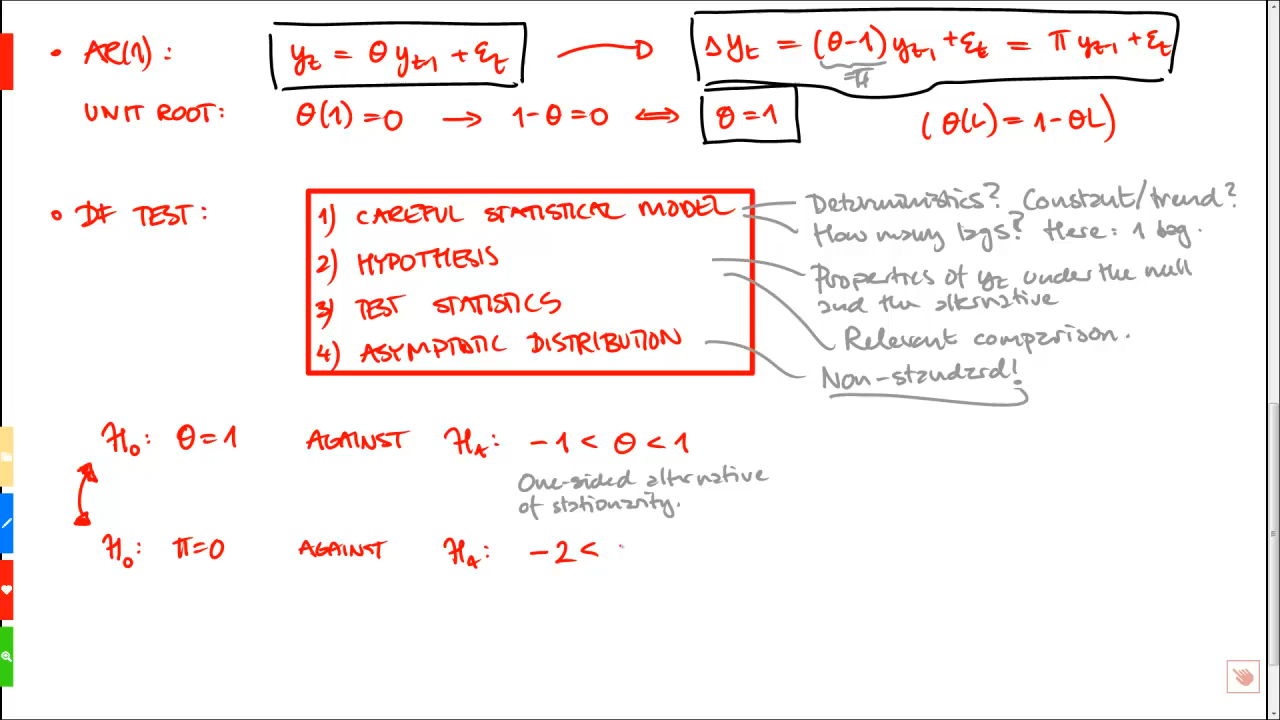 • AR(1): y_t = θ y_t-1 + ε_t → Δy_t = (θ-1) y_t-1 + ε_t = π y_t-1 + ε_t
= π
UNIT ROOT: θ(1) = 0 → 1-θ = 0 ⇔ θ = 1 (θ(L) = 1-θL)
• DF TEST:
1) CAREFUL STATISTICAL MODEL
Deterministics? Constant/trend?
How many lags? Here: 1 lag.
2) HYPOTHESIS
Properties of y_t under the null
and the alternative
3) TEST STATISTICS
Relevant comparison.
4) ASYMPTOTIC DISTRIBUTION
Non-standard!
H_0: θ = 1 AGAINST H_A: -1 < θ < 1
One-sided alternative
of stationarity.
H_0: π = 0 AGAINST H_A: -2 <